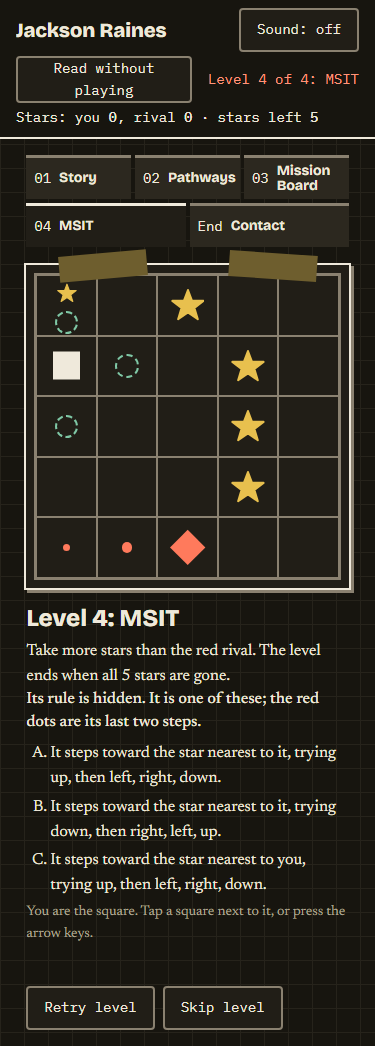 Jackson Raines
Sound: off
Read without
playing
Level 4 of 4: MSIT
Stars: you 0, rival 0 · stars left 5
01 Story
02 Pathways
03 Mission
Board
04 MSIT
End Contact
Level 4: MSIT
Take more stars than the red rival. The level
ends when all 5 stars are gone.
Its rule is hidden. It is one of these; the red
dots are its last two steps.
A. It steps toward the star nearest to it, trying
up, then left, right, down.
B. It steps toward the star nearest to it, trying
down, then right, left, up.
C. It steps toward the star nearest to you,
trying up, then left, right, down.
You are the square. Tap a square next to it, or press the
arrow keys.
Retry level
Skip level